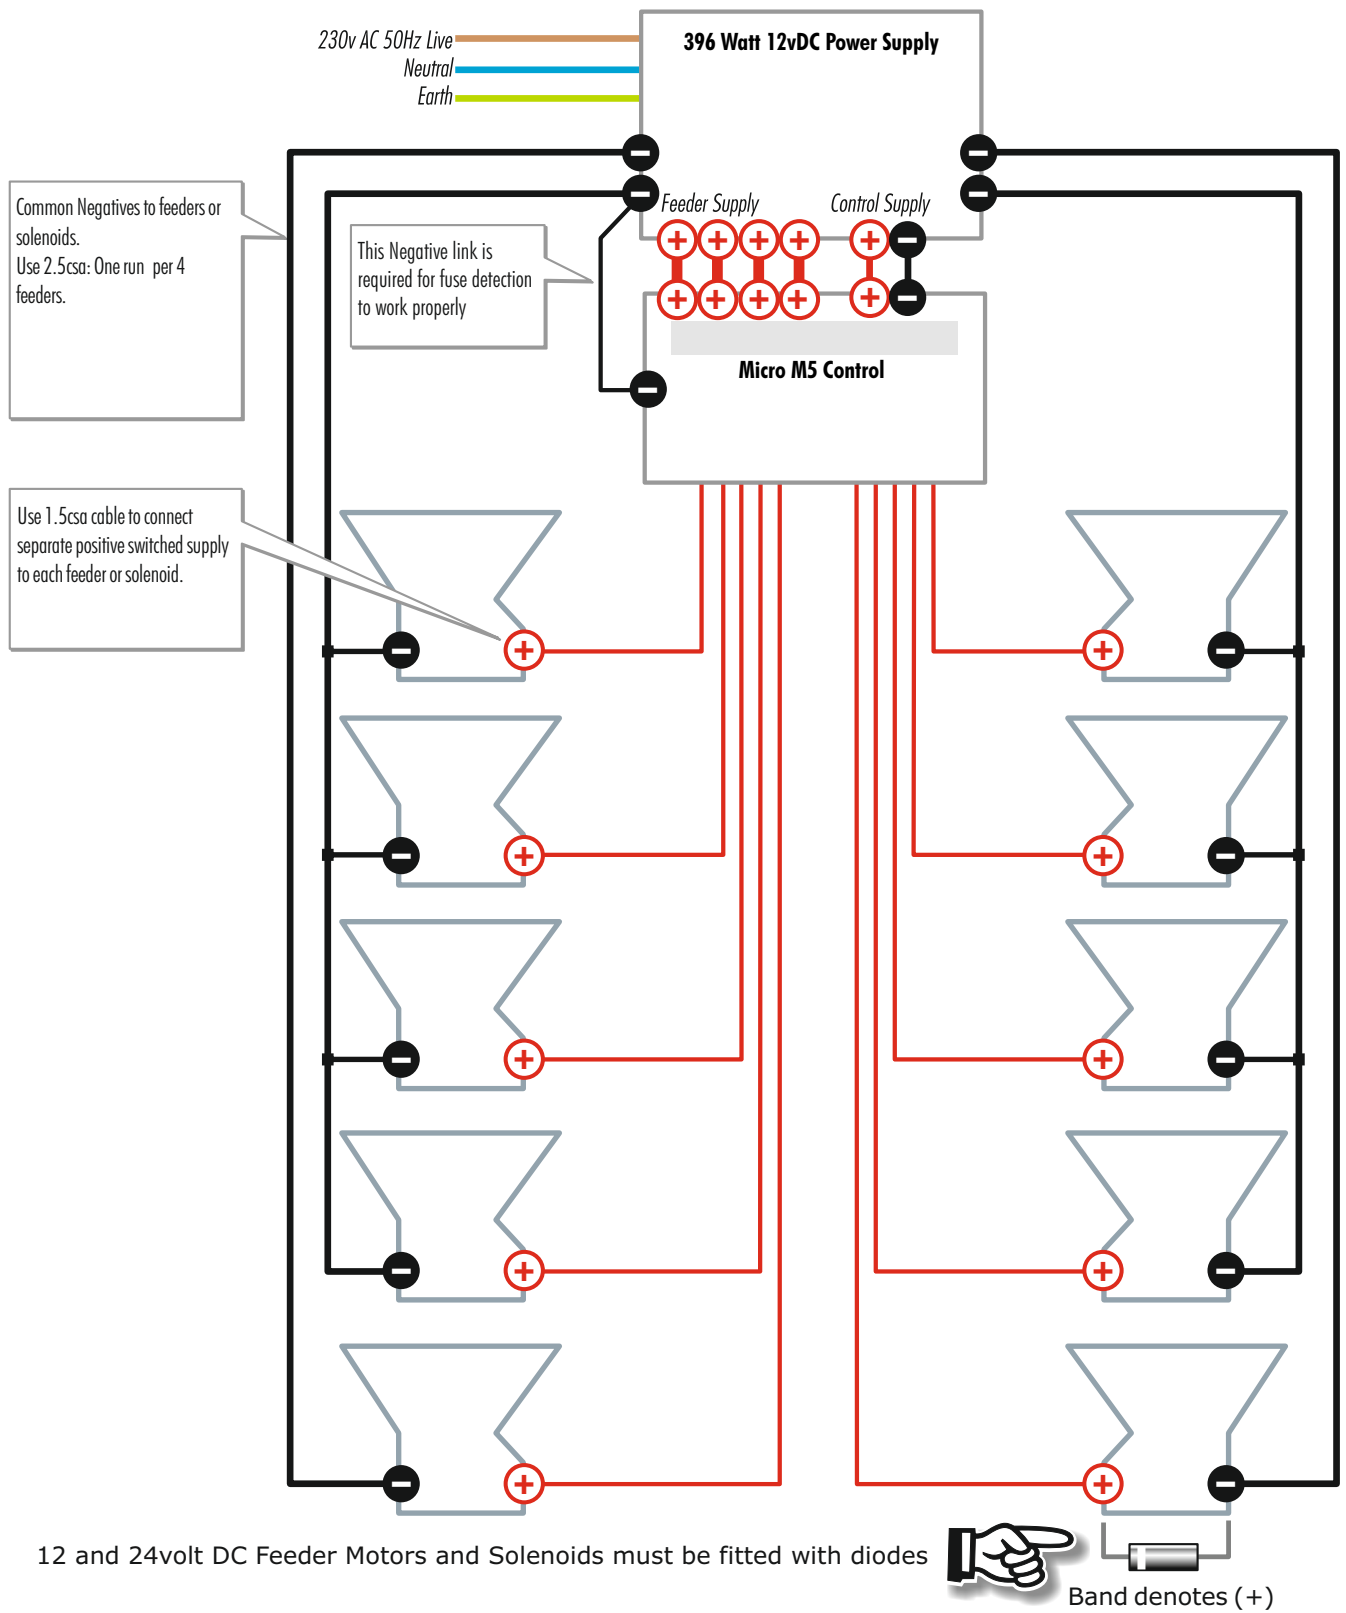 230v AC 50Hz Live
Neutral
Earth
396 Watt 12vDC Power Supply
Feeder Supply
Control Supply
Common Negatives to feeders or
solenoids.
Use 2.5csa: One run per 4
feeders.
This Negative link is
required for fuse detection
to work properly
Micro M5 Control
Use 1.5csa cable to connect
separate positive switched supply
to each feeder or solenoid.
12 and 24volt DC Feeder Motors and Solenoids must be fitted with diodes
Band denotes (+)